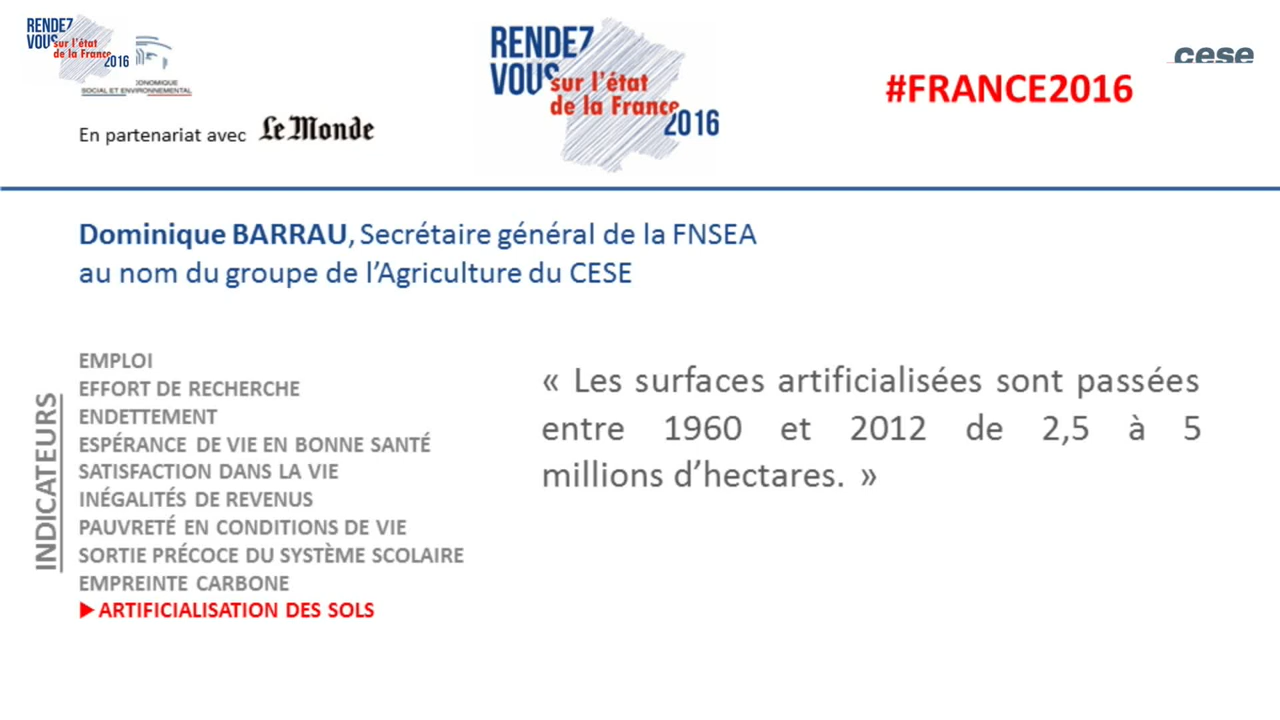 RENDEZ
VOUS sur l'état
de la France
2016
ONOMIQUE
SOCIAL ET ENVIRONNEMENTAL
En partenariat avec Le Monde
RENDEZ
VOUS sur l'état
de la France
2016
#FRANCE2016
cese
Dominique BARRAU, Secrétaire général de la FNSEA
au nom du groupe de l'Agriculture du CESE
INDICATEURS
EMPLOI
EFFORT DE RECHERCHE
ENDETTEMENT
ESPÉRANCE DE VIE EN BONNE SANTÉ
SATISFACTION DANS LA VIE
INÉGALITÉS DE REVENUS
PAUVRETÉ EN CONDITIONS DE VIE
SORTIE PRÉCOCE DU SYSTÈME SCOLAIRE
EMPREINTE CARBONE
▶ ARTIFICIALISATION DES SOLS
« Les surfaces artificialisées sont passées
entre 1960 et 2012 de 2,5 à 5
millions d'hectares. »